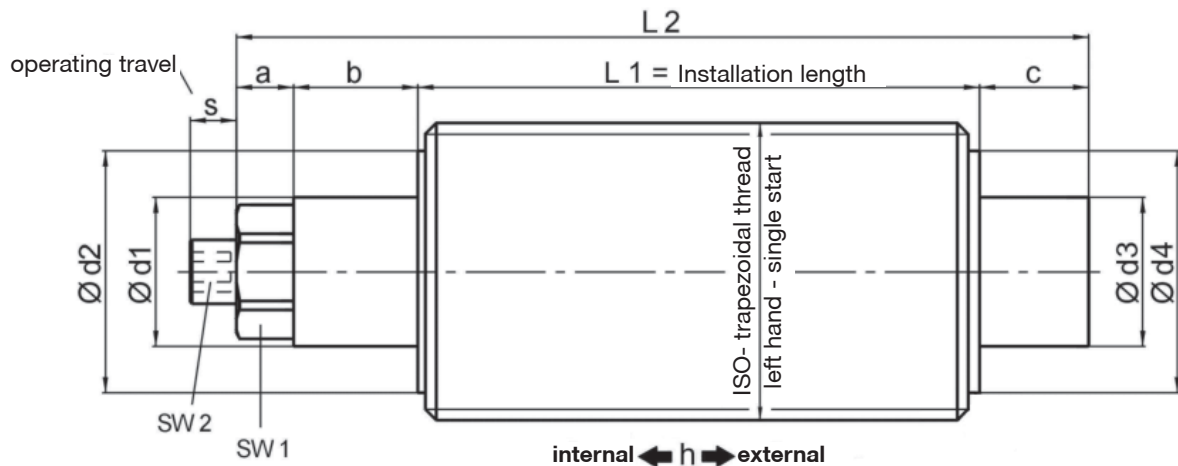 L 2
operating travel
a
b
L 1 = Installation length
c
s
Ø d2
Ø d1
ISO- trapezoidal thread
left hand - single start
Ø d3
Ø d4
SW 2
SW 1
internal h external